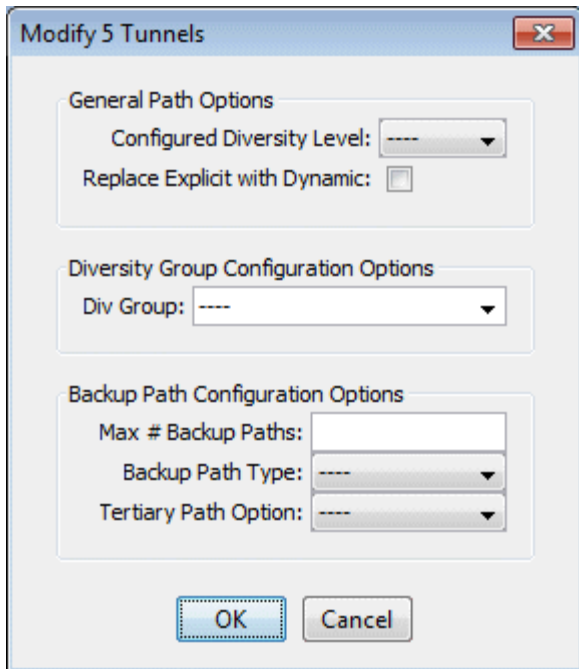 Modify 5 Tunnels
General Path Options
Configured Diversity Level: ----
Replace Explicit with Dynamic:
Diversity Group Configuration Options
Div Group: ----
Backup Path Configuration Options
Max # Backup Paths:
Backup Path Type: ----
Tertiary Path Option: ----
OK Cancel